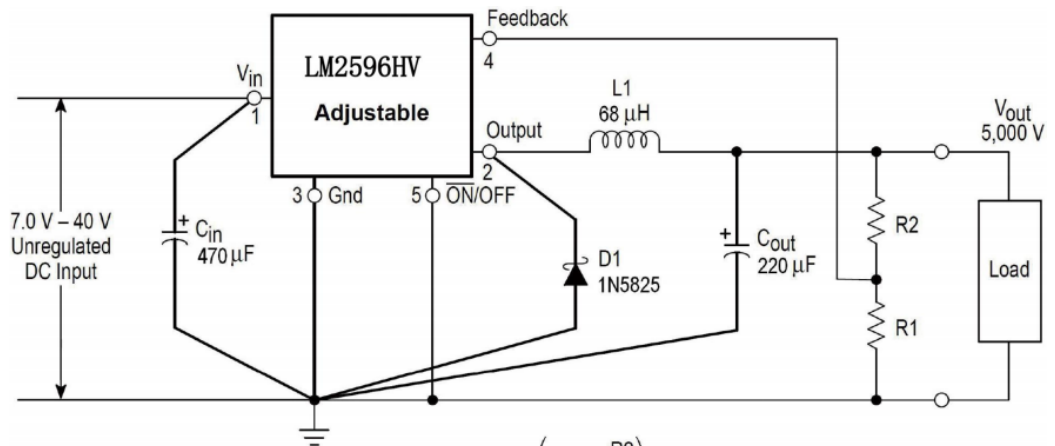 Feedback
4
LM2596HV
Adjustable
Vin
1
Output
2
L1
68 μH
Vout
5,000 V
3 Gnd
5 ON/OFF
7.0 V – 40 V
Unregulated
DC Input
+
Cin
470 μF
D1
1N5825
+
Cout
220 μF
R2
Load
R1